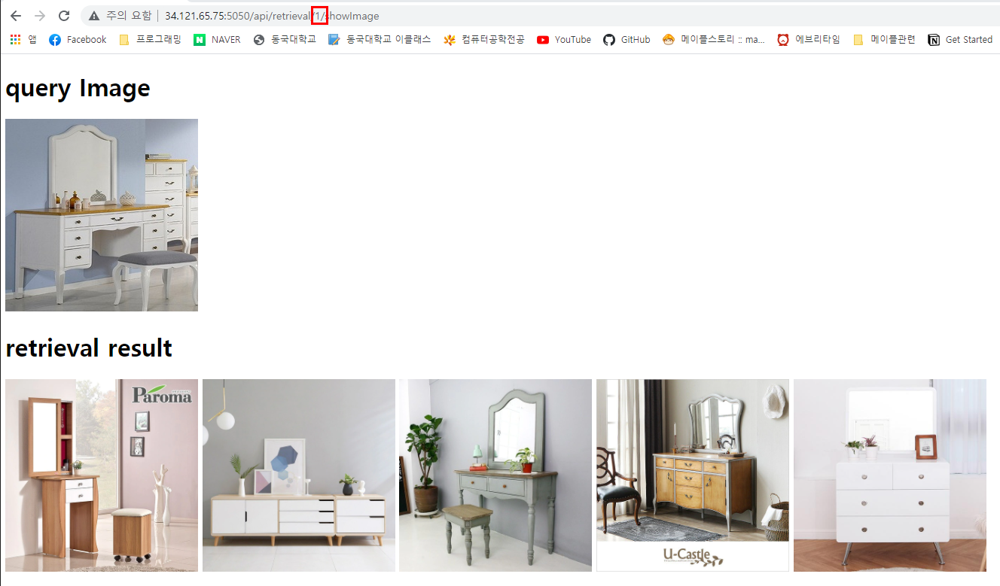 주의 요함 34.121.65.75:5050/api/retrieval/1/showImage
앱 Facebook 프로그래밍 NAVER 동국대학교 동국대학교 이클래스 컴퓨터공학전공 YouTube GitHub 메이플스토리 :: ma... 에브리타임 메이플관련 Get Started
query Image
retrieval result
Paroma
U-Castle